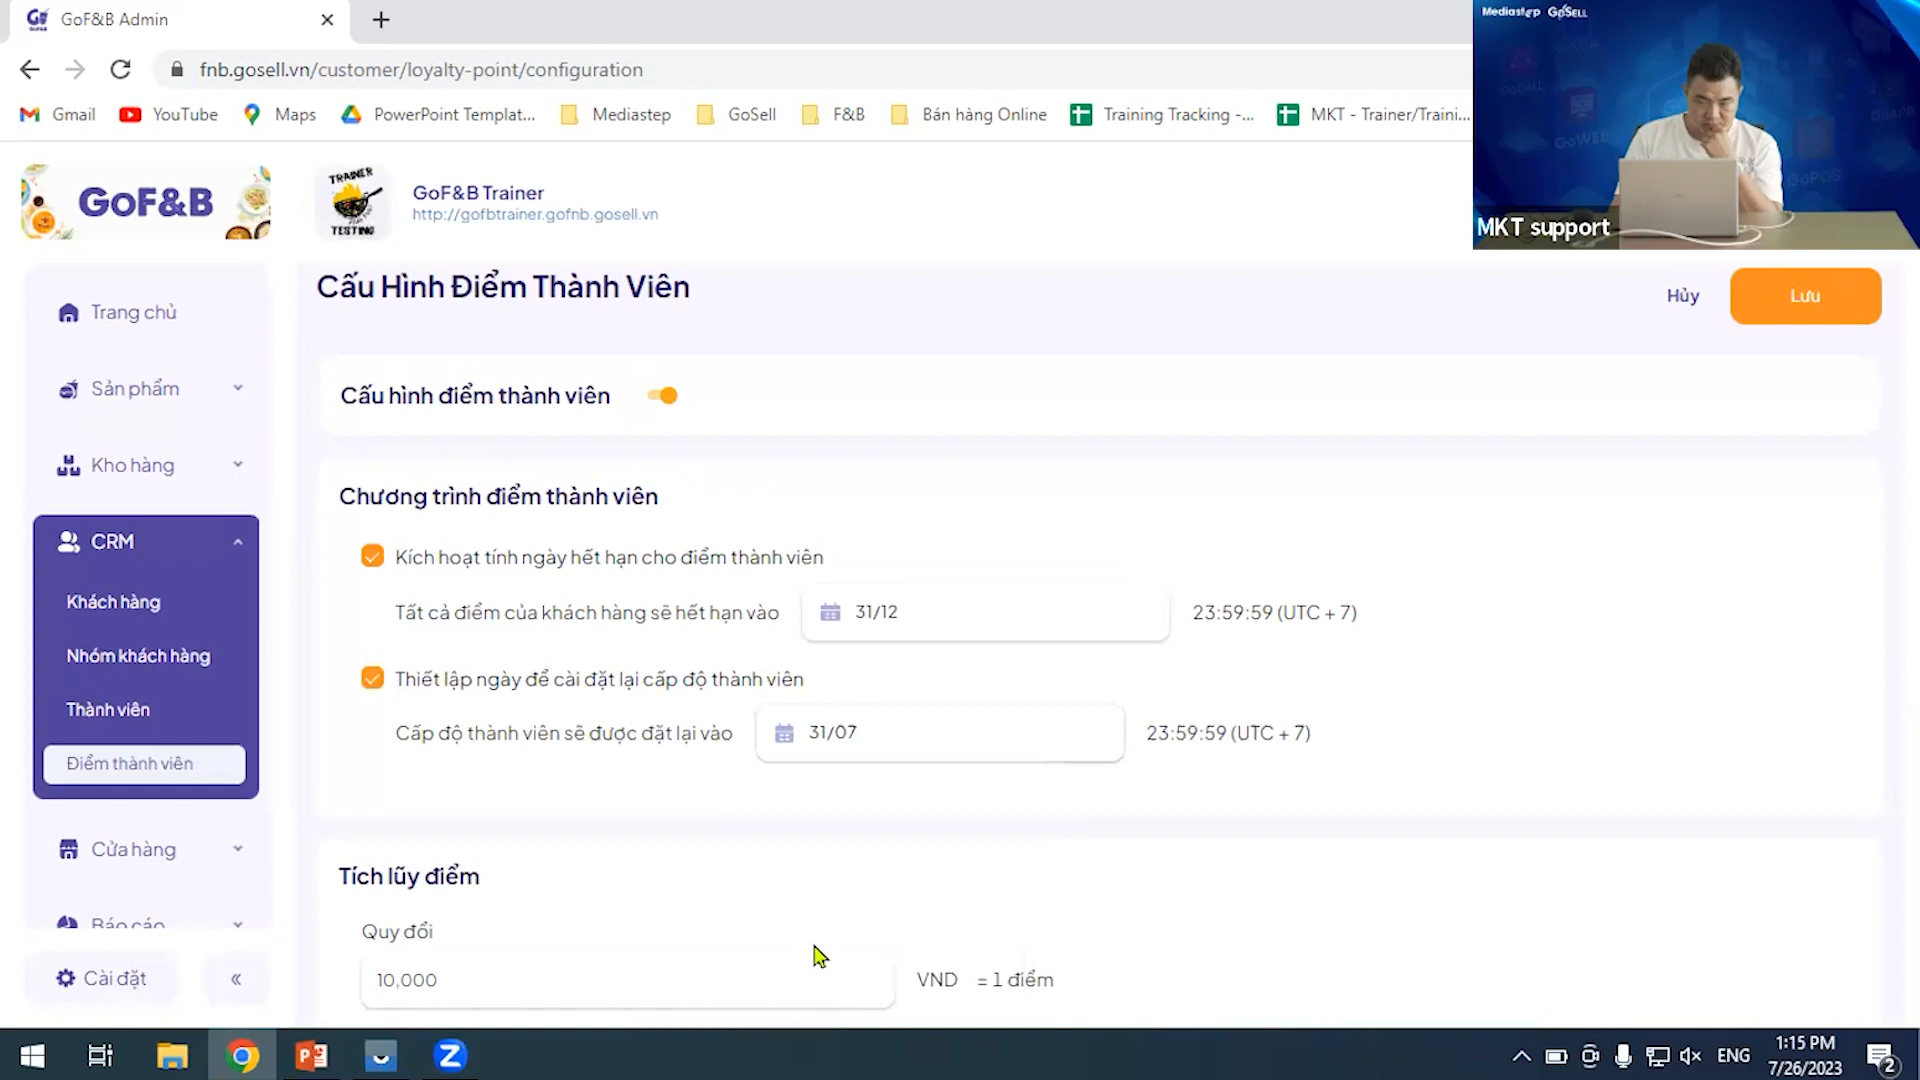 GoF&B Admin
fnb.gosell.vn/customer/loyalty-point/configuration
Gmail
YouTube
Maps
PowerPoint Templat...
Mediastep
GoSell
F&B
Bán hàng Online
Training Tracking -...
MKT - Trainer/Traini...
Mediastep GoSELL
MKT support
GoF&B
TRAINER
TESTING
GoF&B Trainer
http://gofbtrainer.gofnb.gosell.vn
Trang chủ
Sản phẩm
Kho hàng
CRM
Khách hàng
Nhóm khách hàng
Thành viên
Điểm thành viên
Cửa hàng
Báo cáo
Cài đặt
Cấu Hình Điểm Thành Viên
Hủy
Lưu
Cấu hình điểm thành viên
Chương trình điểm thành viên
Kích hoạt tính ngày hết hạn cho điểm thành viên
Tất cả điểm của khách hàng sẽ hết hạn vào 31/12 23:59:59 (UTC + 7)
Thiết lập ngày để cài đặt lại cấp độ thành viên
Cấp độ thành viên sẽ được đặt lại vào 31/07 23:59:59 (UTC + 7)
Tích lũy điểm
Quy đổi
10,000 VND = 1 điểm
ENG
1:15 PM
7/26/2023
2